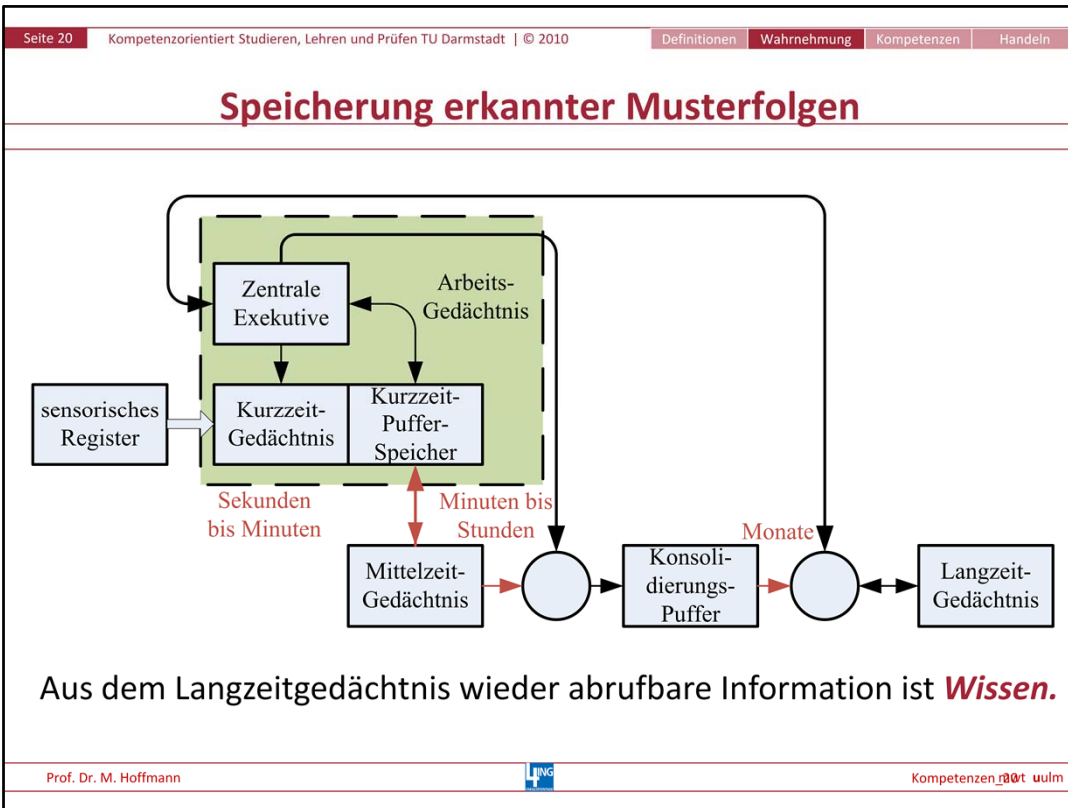 Seite 20 Kompetenzorientiert Studieren, Lehren und Prüfen TU Darmstadt | © 2010 Definitionen Wahrnehmung Kompetenzen Handeln
Speicherung erkannter Musterfolgen
Zentrale
Exekutive
Arbeits-
Gedächtnis
sensorisches
Register
Kurzzeit-
Gedächtnis
Kurzzeit-
Puffer-
Speicher
Sekunden
bis Minuten
Minuten bis
Stunden
Monate
Mittelzeit-
Gedächtnis
Konsoli-
dierungs-
Puffer
Langzeit-
Gedächtnis
Aus dem Langzeitgedächtnis wieder abrufbare Information ist Wissen.
Prof. Dr. M. Hoffmann 4ING Kompetenzen uulm